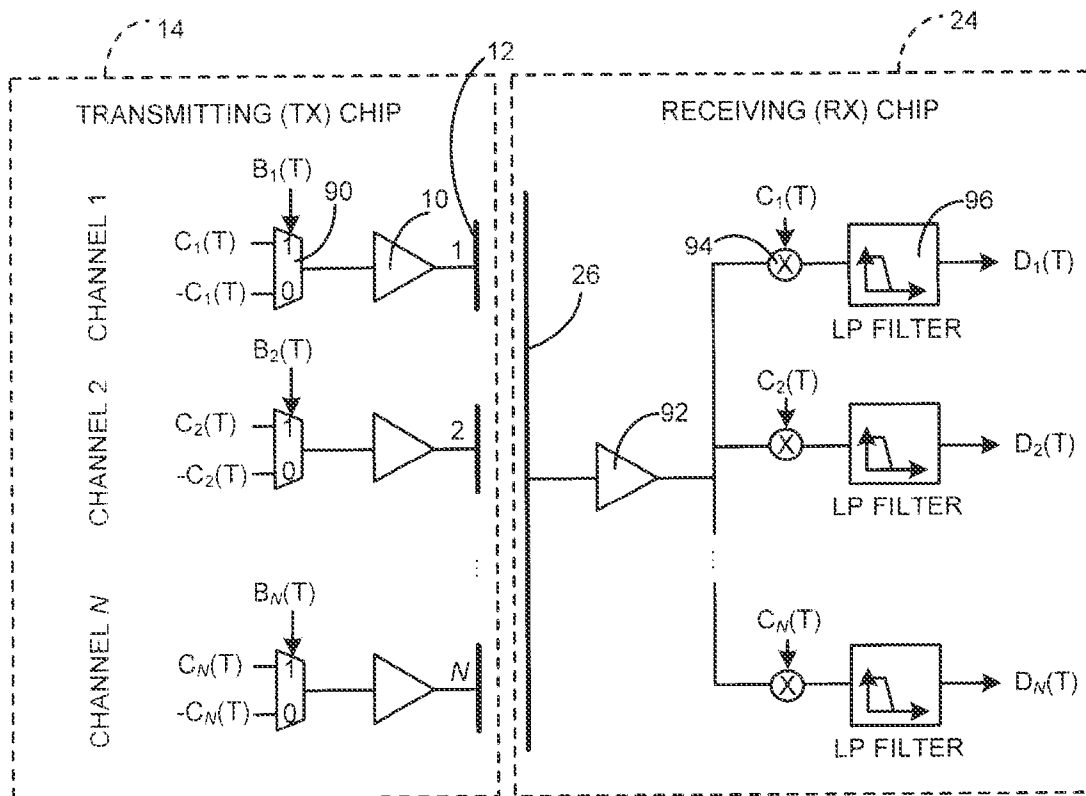 14
12
24
TRANSMITTING (TX) CHIP
RECEIVING (RX) CHIP
CHANNEL 1
B1(T)
90
10
C1(T)
1
-C1(T)
0
1
26
C1(T)
94
X
96
D1(T)
LP FILTER
CHANNEL 2
B2(T)
C2(T)
1
-C2(T)
0
2
92
C2(T)
X
D2(T)
LP FILTER
...
...
CHANNEL N
BN(T)
CN(T)
1
-CN(T)
0
N
CN(T)
X
DN(T)
LP FILTER